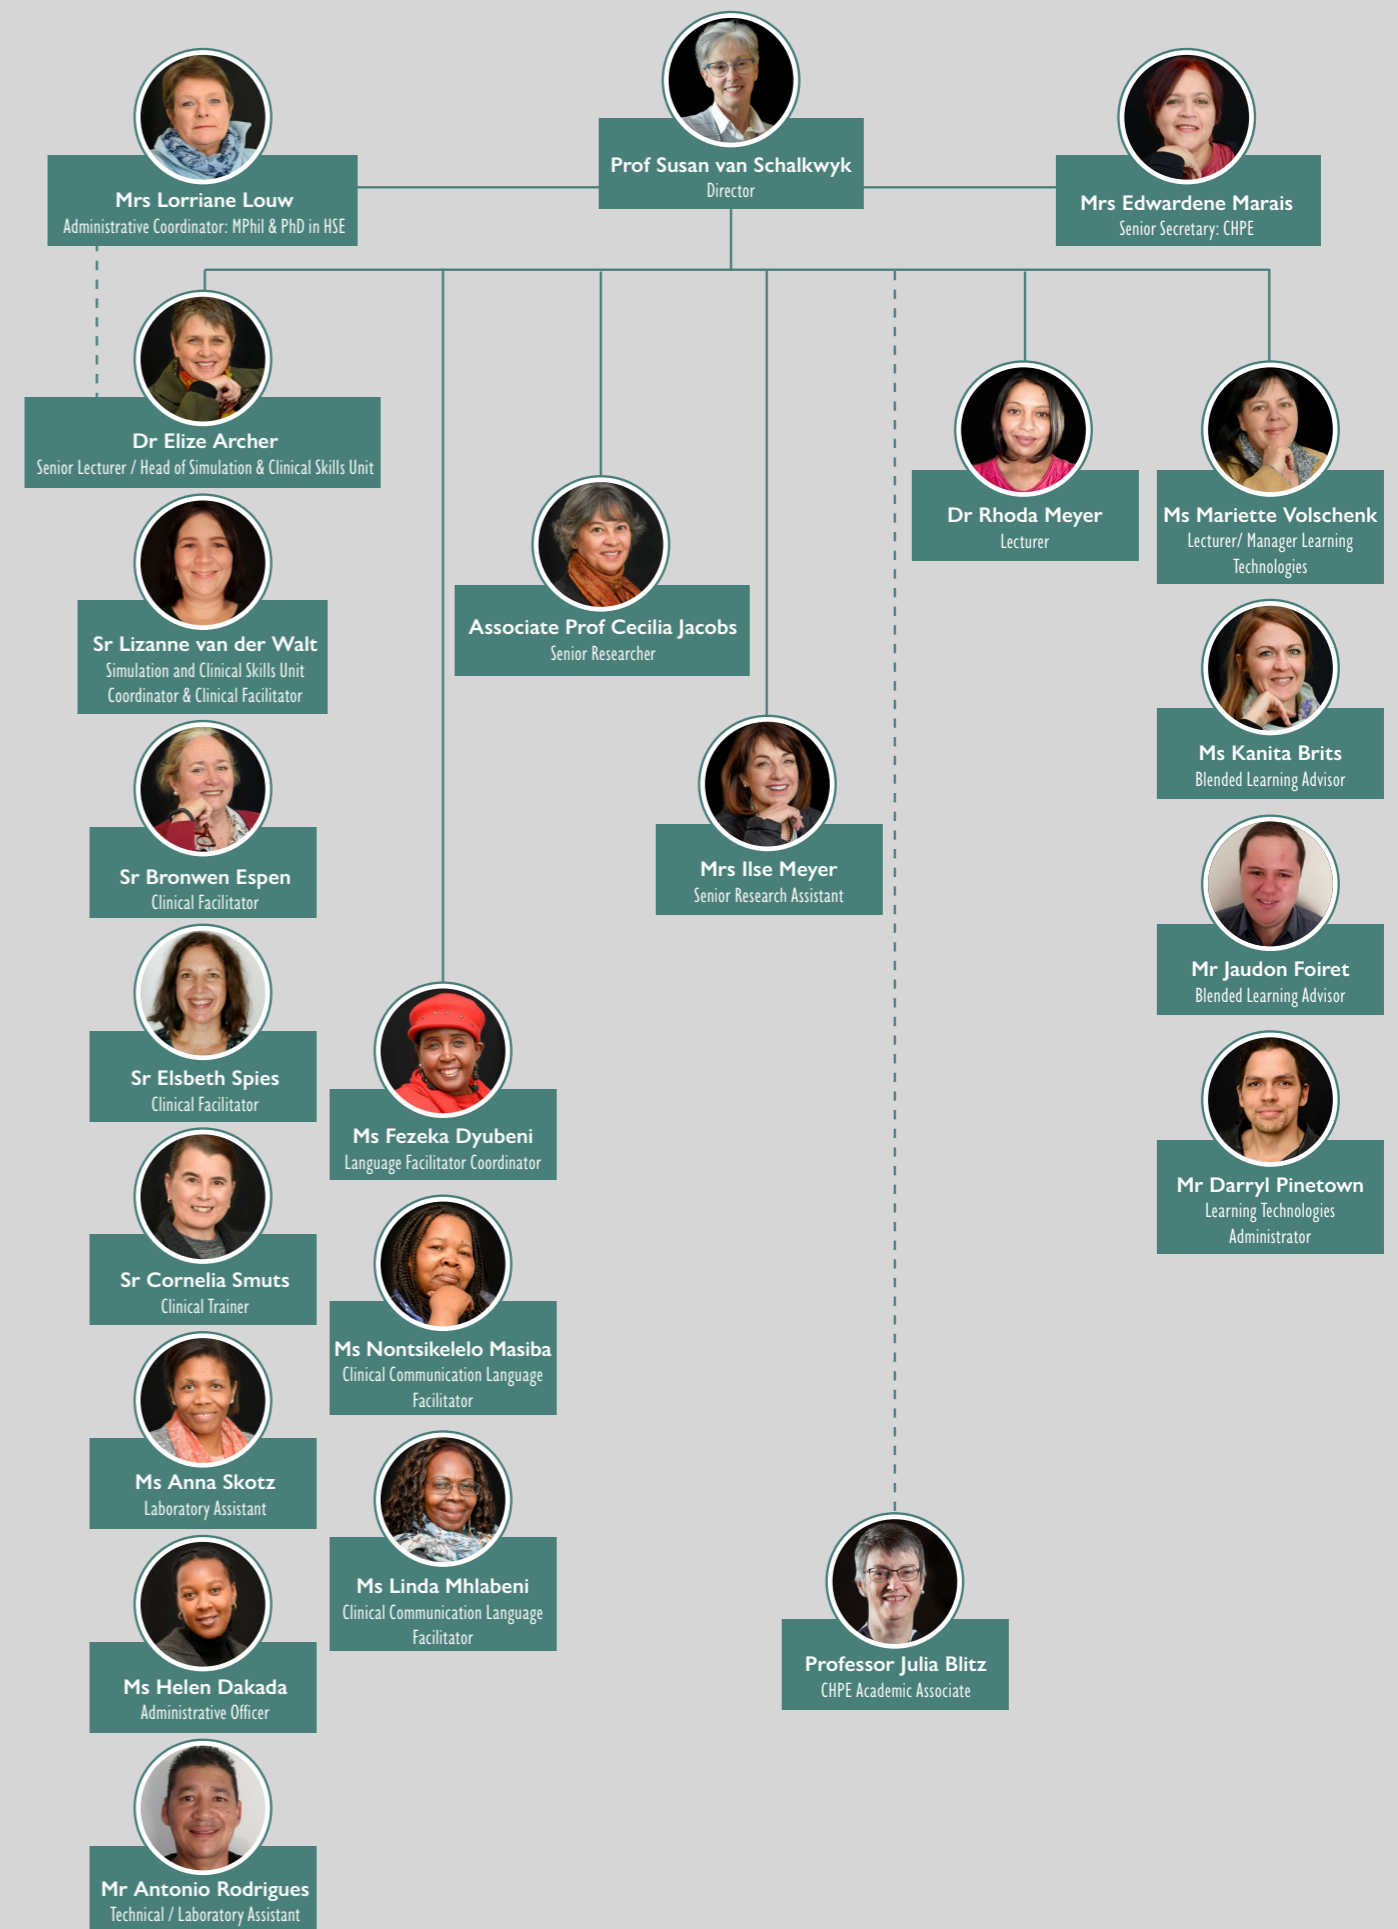 Prof Susan van Schalkwyk
Director
Mrs Lorriane Louw
Administrative Coordinator: MPhil & PhD in HSE
Mrs Edwardene Marais
Senior Secretary: CHPE
Dr Elize Archer
Senior Lecturer / Head of Simulation & Clinical Skills Unit
Sr Lizanne van der Walt
Simulation and Clinical Skills Unit
Coordinator & Clinical Facilitator
Sr Bronwen Espen
Clinical Facilitator
Sr Elsbeth Spies
Clinical Facilitator
Sr Cornelia Smuts
Clinical Trainer
Ms Anna Skotz
Laboratory Assistant
Ms Helen Dakada
Administrative Officer
Mr Antonio Rodrigues
Technical / Laboratory Assistant
Ms Fezeka Dyubeni
Language Facilitator Coordinator
Ms Nontsikelelo Masiba
Clinical Communication Language
Facilitator
Ms Linda Mhlabeni
Clinical Communication Language
Facilitator
Associate Prof Cecilia Jacobs
Senior Researcher
Mrs Ilse Meyer
Senior Research Assistant
Professor Julia Blitz
CHPE Academic Associate
Dr Rhoda Meyer
Lecturer
Ms Mariette Volschenk
Lecturer/ Manager Learning
Technologies
Ms Kanita Brits
Blended Learning Advisor
Mr Jaudon Foiret
Blended Learning Advisor
Mr Darryl Pinetown
Learning Technologies
Administrator